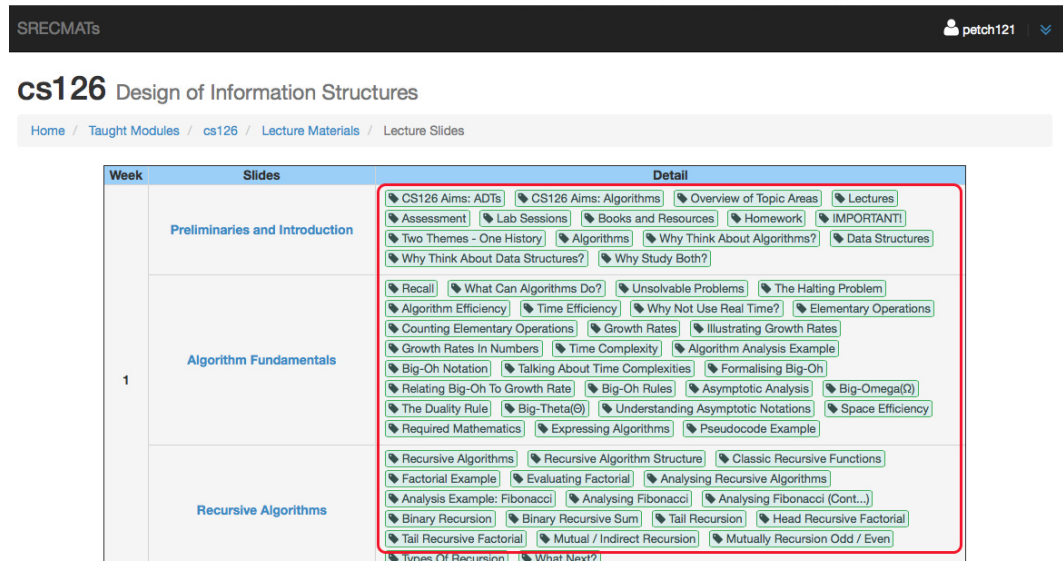 SRECMATs petch121
cs126 Design of Information Structures
Home / Taught Modules / cs126 / Lecture Materials / Lecture Slides
Week Slides Detail
1
Preliminaries and Introduction
CS126 Aims: ADTs CS126 Aims: Algorithms Overview of Topic Areas Lectures
Assessment Lab Sessions Books and Resources Homework IMPORTANT!
Two Themes - One History Algorithms Why Think About Algorithms? Data Structures
Why Think About Data Structures? Why Study Both?
Algorithm Fundamentals
Recall What Can Algorithms Do? Unsolvable Problems The Halting Problem
Algorithm Efficiency Time Efficiency Why Not Use Real Time? Elementary Operations
Counting Elementary Operations Growth Rates Illustrating Growth Rates
Growth Rates In Numbers Time Complexity Algorithm Analysis Example
Big-Oh Notation Talking About Time Complexities Formalising Big-Oh
Relating Big-Oh To Growth Rate Big-Oh Rules Asymptotic Analysis Big-Omega(Ω)
The Duality Rule Big-Theta(Θ) Understanding Asymptotic Notations Space Efficiency
Required Mathematics Expressing Algorithms Pseudocode Example
Recursive Algorithms
Recursive Algorithms Recursive Algorithm Structure Classic Recursive Functions
Factorial Example Evaluating Factorial Analysing Recursive Algorithms
Analysis Example: Fibonacci Analysing Fibonacci Analysing Fibonacci (Cont...)
Binary Recursion Binary Recursive Sum Tail Recursion Head Recursive Factorial
Tail Recursive Factorial Mutual / Indirect Recursion Mutually Recursion Odd / Even
Types Of Recursion What Next?